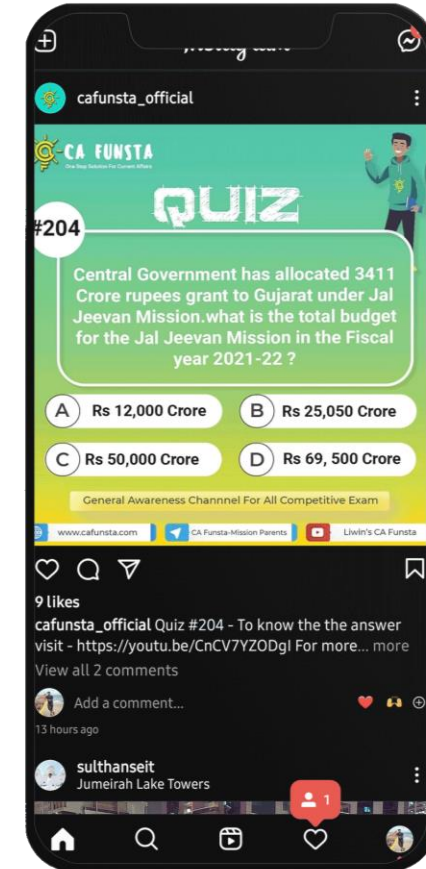 cafunsta_official
CA FUNSTA
One Stop Solution For Current Affairs
QUIZ
#204
Central Government has allocated 3411
Crore rupees grant to Gujarat under Jal
Jeevan Mission.what is the total budget
for the Jal Jeevan Mission in the Fiscal
year 2021-22 ?
A Rs 12,000 Crore
B Rs 25,050 Crore
C Rs 50,000 Crore
D Rs 69, 500 Crore
General Awareness Channnel For All Competitive Exam
www.cafunsta.com
CA Funsta-Mission Parents
Liwin's CA Funsta
9 likes
cafunsta_official Quiz #204 - To know the the answer
visit - https://youtu.be/CnCV7YZODgI For more... more
View all 2 comments
Add a comment...
13 hours ago
sulthanseit
Jumeirah Lake Towers
1